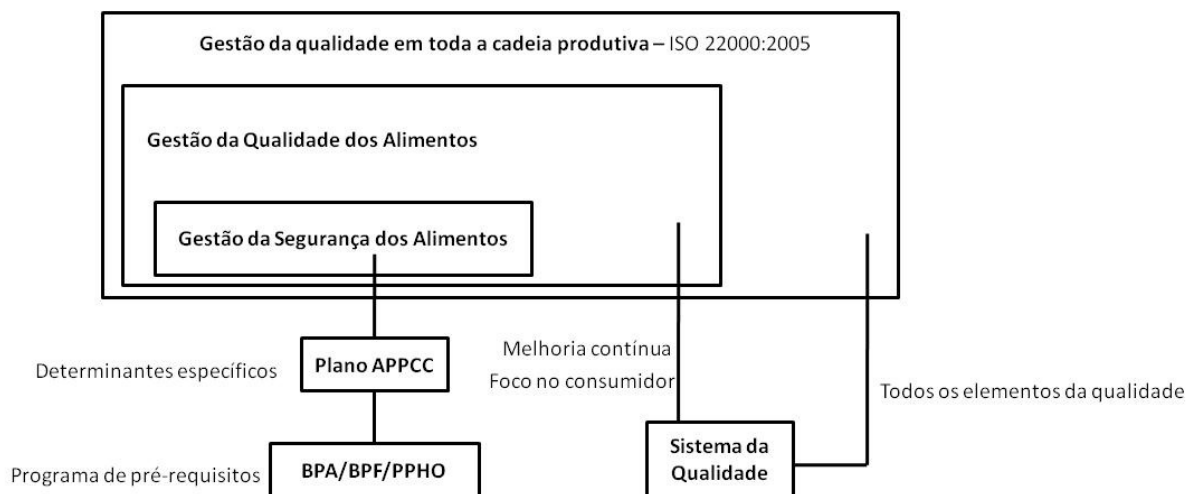 Gestão da qualidade em toda a cadeia produtiva – ISO 22000:2005
Gestão da Qualidade dos Alimentos
Gestão da Segurança dos Alimentos
Determinantes específicos
Plano APPCC
Melhoria contínua
Foco no consumidor
Todos os elementos da qualidade
Programa de pré-requisitos
BPA/BPF/PPHO
Sistema da
Qualidade